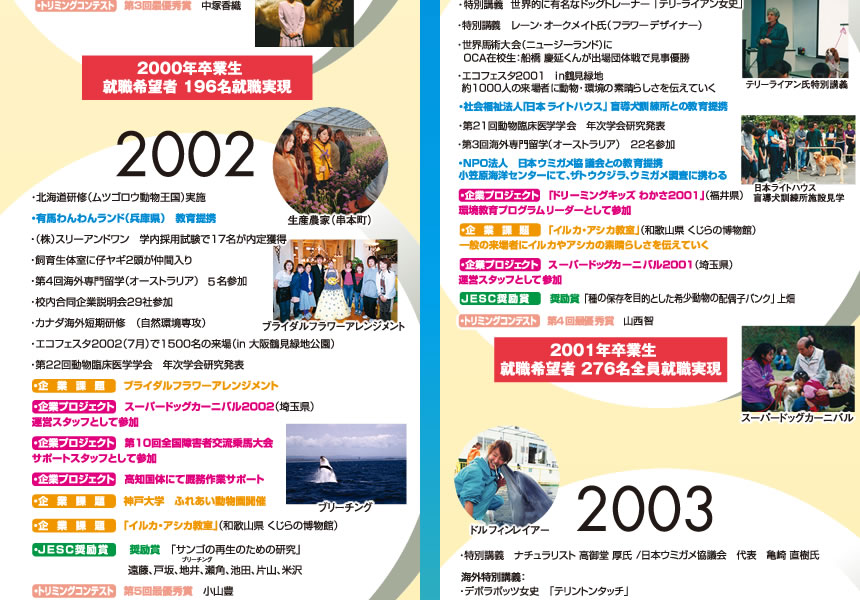 ・トリミングコンテスト 第3回最優秀賞 中塚香織
2000年卒業生
就職希望者 196名就職実現
2002
生産農家(串本町)
・北海道研修(ムツゴロウ動物王国)実施
・有馬わんわんランド(兵庫県) 教育提携
・(株)スリーアンドワン 学内採用試験で17名が内定獲得
・飼育生体室に仔ヤギ2頭が仲間入り
・第4回海外専門留学(オーストラリア) 5名参加
・校内合同企業説明会29社参加
・カナダ海外短期研修 (自然環境専攻)
ブライダルフラワーアレンジメント
・エコフェスタ2002(7月)で1500名の来場(in 大阪鶴見緑地公園)
・第22回動物臨床医学学会 年次学会研究発表
・企業課題 ブライダルフラワーアレンジメント
・企業プロジェクト スーパードッグカーニバル2002(埼玉県)
運営スタッフとして参加
・企業プロジェクト 第10回全国障害者交流乗馬大会
サポートスタッフとして参加
・企業プロジェクト 高知国体にて厩務作業サポート
・企業課題 神戸大学 ふれあい動物園開催
ブリーチング
・企業課題 「イルカ・アシカ教室」(和歌山県 くじらの博物館)
・JESC奨励賞 奨励賞 「サンゴの再生のための研究」
ブリーチング
遠藤、戸坂、地井、瀬角、池田、片山、米沢
・トリミングコンテスト 第5回最優秀賞 小山豊
・特別講義 世界的に有名なドッグトレーナー「テリーライアン女史」
・特別講義 レーン・オークメイト氏(フラワーデザイナー)
・世界馬術大会(ニュージーランド)に
OCA在校生:船橋 慶延くんが出場団体戦で見事優勝
・エコフェスタ2001 in鶴見緑地
約1000人の来場者に動物・環境の素晴らしさを伝えていく
テリーライアン氏特別講義
・社会福祉法人「日本ライトハウス」 盲導犬訓練所との教育提携
・第21回動物臨床医学学会 年次学会研究発表
・第3回海外専門留学(オーストラリア) 22名参加
・NPO法人 日本ウミガメ協議会との教育提携
小笠原海洋センターにて、ザトウクジラ、ウミガメ調査に携わる
日本ライトハウス
盲導犬訓練所施設見学
・企業プロジェクト 「ドリーミングキッズ わかさ2001」(福井県)
環境教育プログラムリーダーとして参加
・企業課題 「イルカ・アシカ教室」(和歌山県 くじらの博物館)
一般の来場者にイルカやアシカの素晴らしさを伝えていく
・企業プロジェクト スーパードッグカーニバル2001(埼玉県)
運営スタッフとして参加
JESC奨励賞 奨励賞 「種の保存を目的とした希少動物の配偶子バンク」 上畑
・トリミングコンテスト 第4回最優秀賞 山西智
2001年卒業生
就職希望者 276名全員就職実現
スーパードッグカーニバル
ドルフィンレイアー
2003
・特別講義 ナチュラリスト 高御堂 厚氏 /日本ウミガメ協議会 代表 亀崎 直樹氏
海外特別講義:
・デボラポッツ女史 「テリントンタッチ」